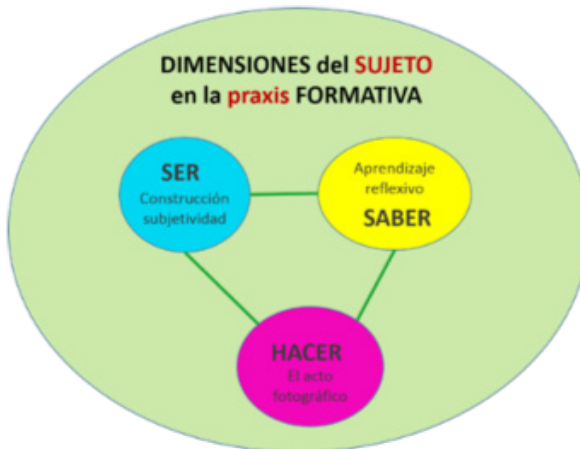 DIMENSIONES del SUJETO
en la praxis FORMATIVA
SER
Construcción
subjetividad
Aprendizaje
reflexivo
SABER
HACER
El acto
fotográfico